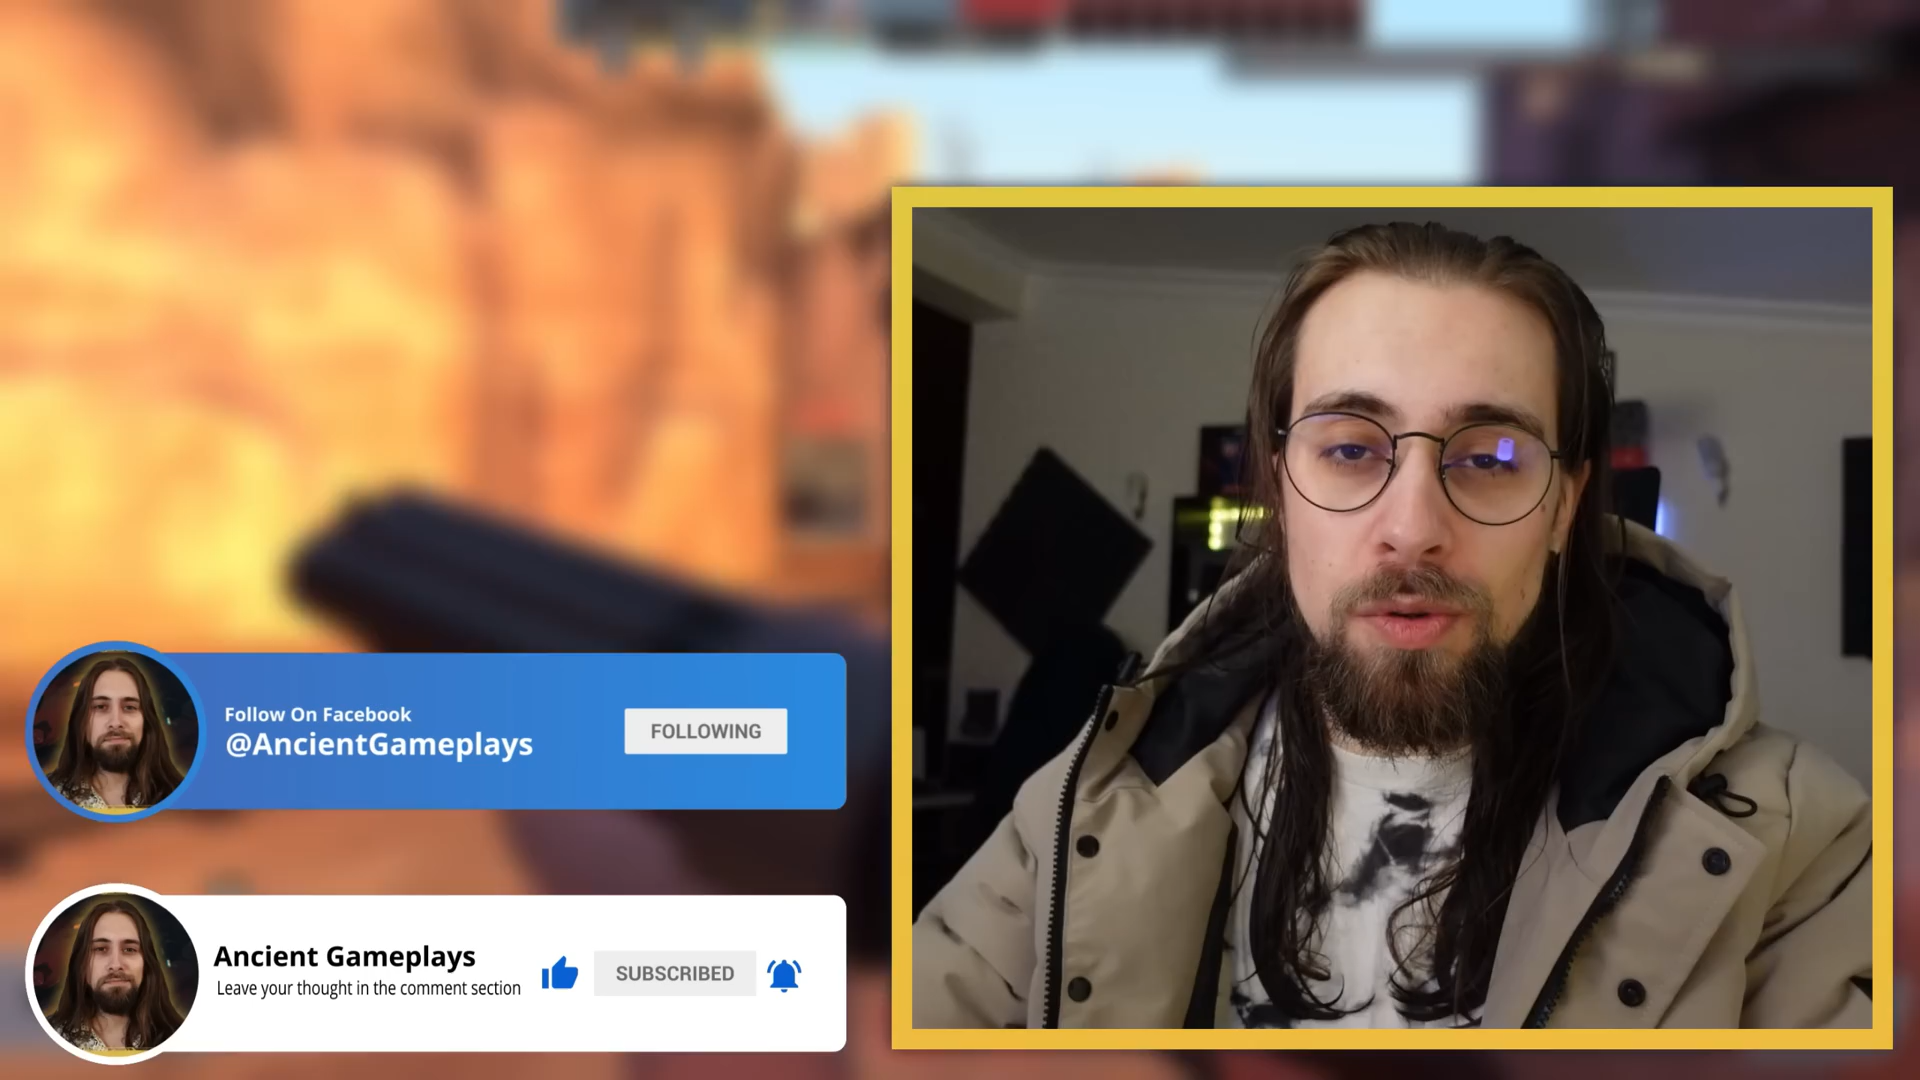 Follow On Facebook
@AncientGameplays
FOLLOWING
Ancient Gameplays
Leave your thought in the comment section
SUBSCRIBED